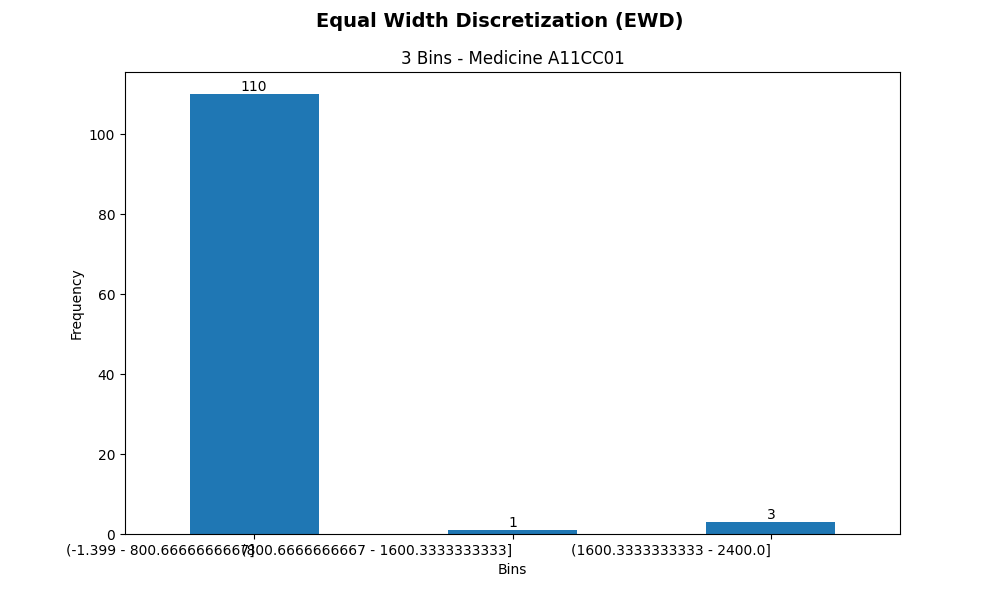 Equal Width Discretization (EWD)
3 Bins - Medicine A11CC01
110
1
3
100
80
60
40
20
0
Frequency
(-1.399 - 800.6666666667]
(800.6666666667 - 1600.3333333333]
(1600.3333333333 - 2400.0]
Bins